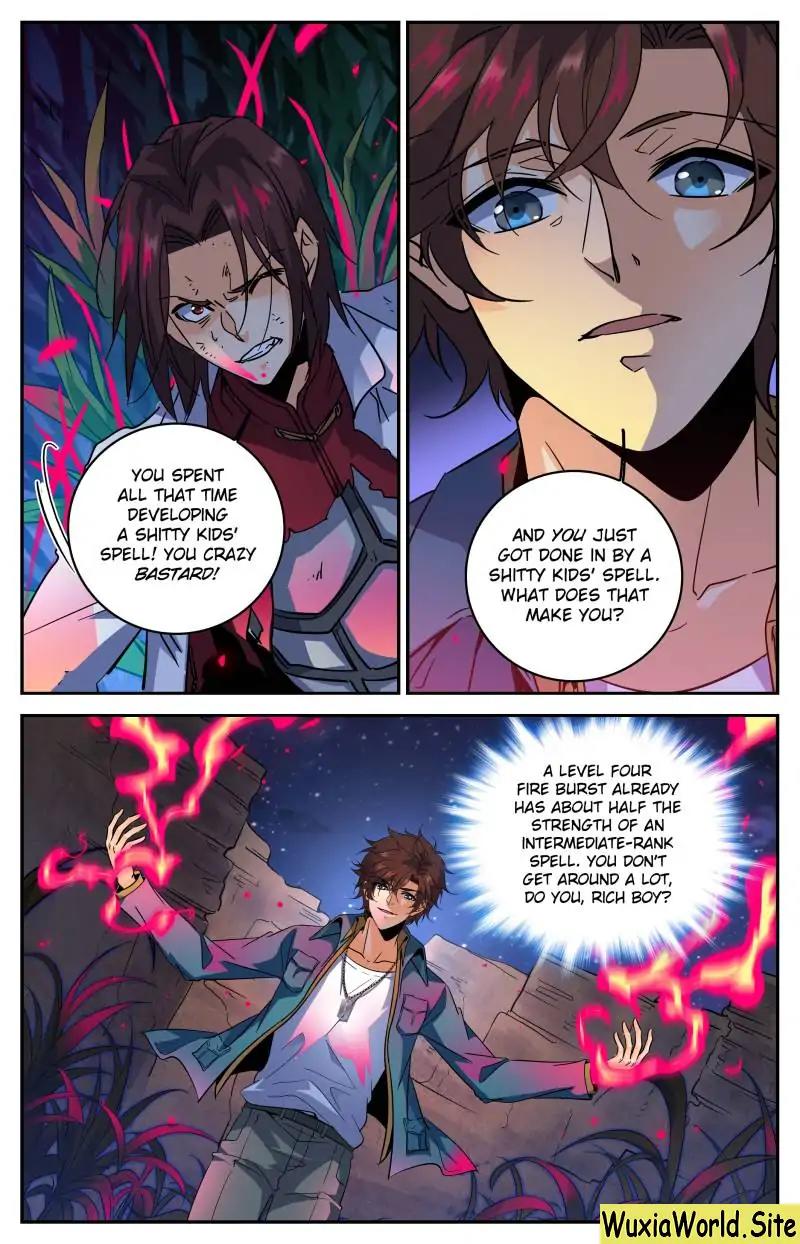 YOU SPENT
ALL THAT TIME
DEVELOPING
A SHITTY KIDS'
SPELL! YOU CRAZY
BASTARD!
AND YOU JUST
GOT DONE IN BY A
SHITTY KIDS' SPELL.
WHAT DOES THAT
MAKE YOU?
A LEVEL FOUR
FIRE BURST ALREADY
HAS ABOUT HALF THE
STRENGTH OF AN
INTERMEDIATE-RANK
SPELL. YOU DON'T
GET AROUND A LOT,
DO YOU, RICH BOY?
WuxiaWorld.Site